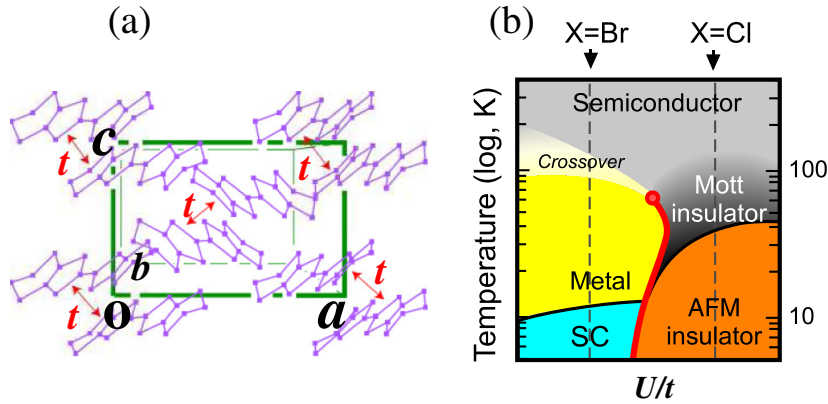 (a)
(b)
X=Br
X=Cl
c
t
t
t
b
t
t
o
a
Temperature (log, K)
Semiconductor
Crossover
Mott
insulator
Metal
SC
AFM
insulator
100
10
U/t